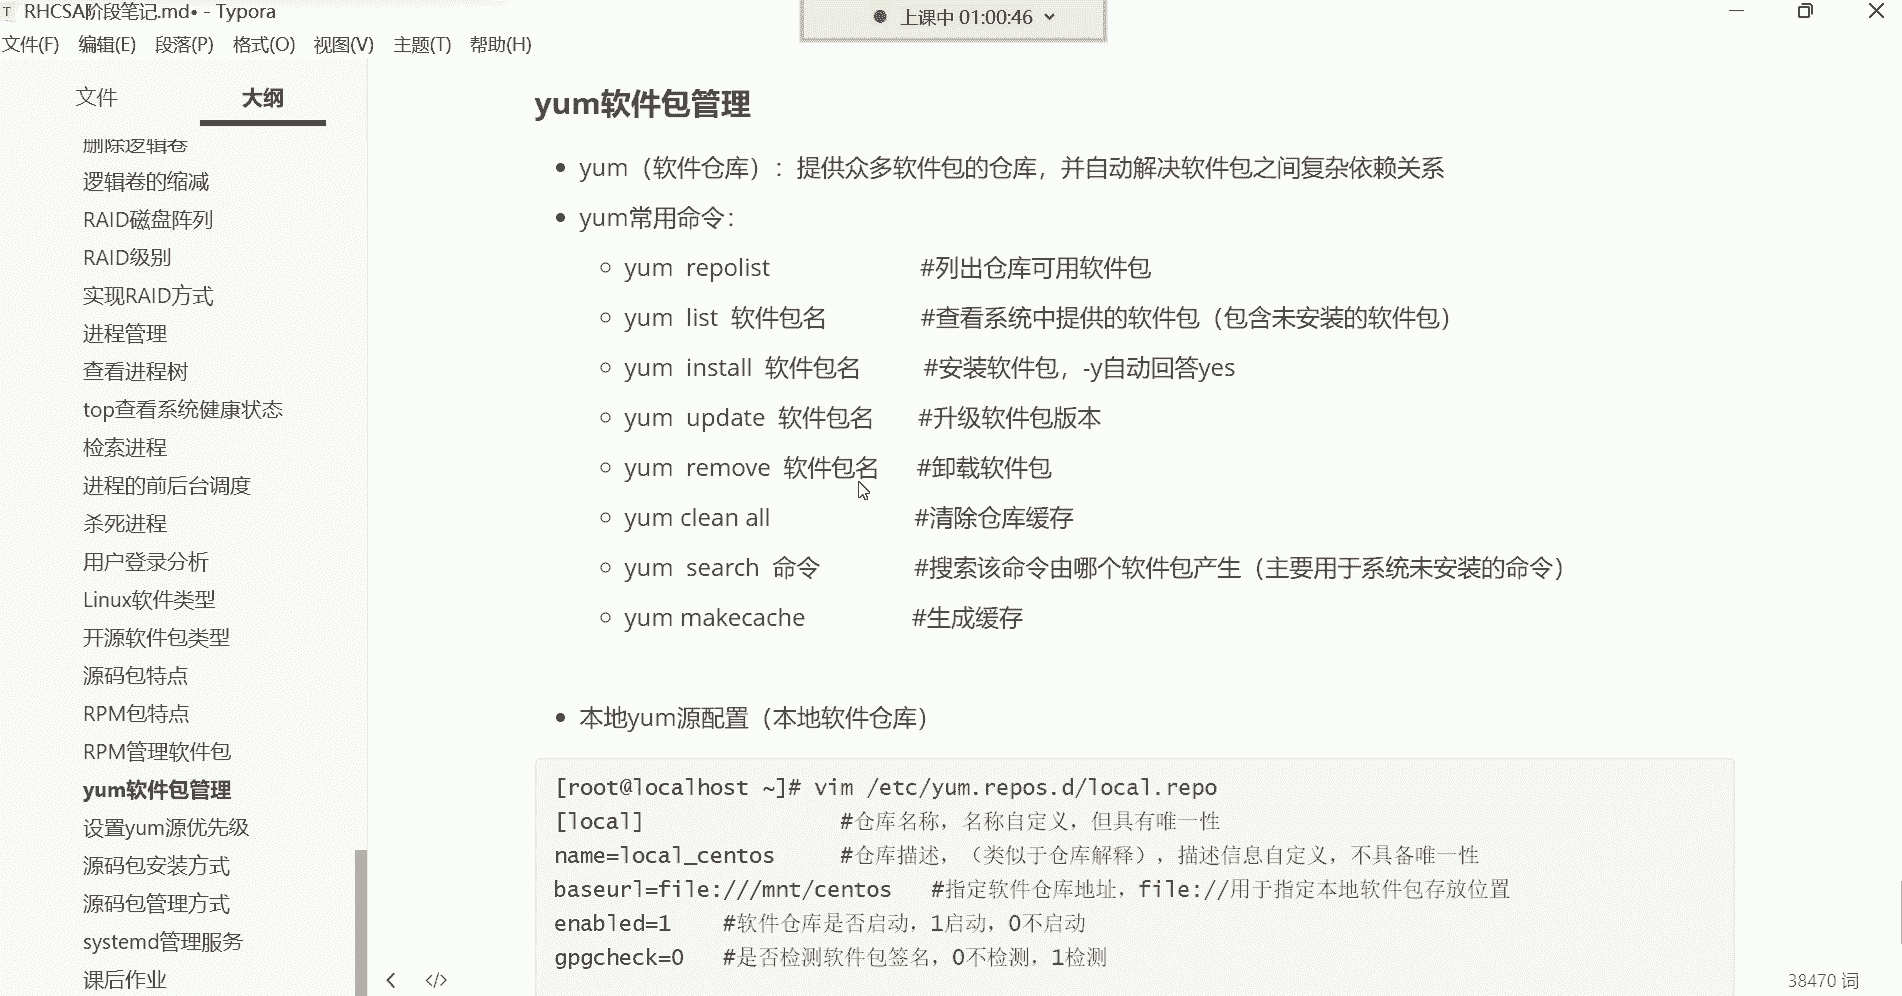 RHCSA阶段笔记.md• - Typora
上课中 01:00:46
文件(F) 编辑(E) 段落(P) 格式(O) 视图(V) 主题(T) 帮助(H)
文件 大纲
删除逻辑卷
逻辑卷的缩减
RAID磁盘阵列
RAID级别
实现RAID方式
进程管理
查看进程树
top查看系统健康状态
检索进程
进程的前后台调度
杀死进程
用户登录分析
Linux软件类型
开源软件包类型
源码包特点
RPM包特点
RPM管理软件包
yum软件包管理
设置yum源优先级
源码包安装方式
源码包管理方式
systemd管理服务
课后作业
yum软件包管理
yum（软件仓库）：提供众多软件包的仓库，并自动解决软件包之间复杂依赖关系
yum常用命令：
yum repolist #列出仓库可用软件包
yum list 软件包名 #查看系统中提供的软件包（包含未安装的软件包）
yum install 软件包名 #安装软件包，-y自动回答yes
yum update 软件包名 #升级软件包版本
yum remove 软件包名 #卸载软件包
yum clean all #清除仓库缓存
yum search 命令 #搜索该命令由哪个软件包产生（主要用于系统未安装的命令）
yum makecache #生成缓存
本地yum源配置（本地软件仓库）
[root@localhost ~]# vim /etc/yum.repos.d/local.repo
[local] #仓库名称，名称自定义，但具有唯一性
name=local_centos #仓库描述，（类似于仓库解释），描述信息自定义，不具备唯一性
baseurl=file:///mnt/centos #指定软件仓库地址，file://用于指定本地软件包存放位置
enabled=1 #软件仓库是否启动，1启动，0不启动
gpgcheck=0 #是否检测软件包签名，0不检测，1检测
38470 词